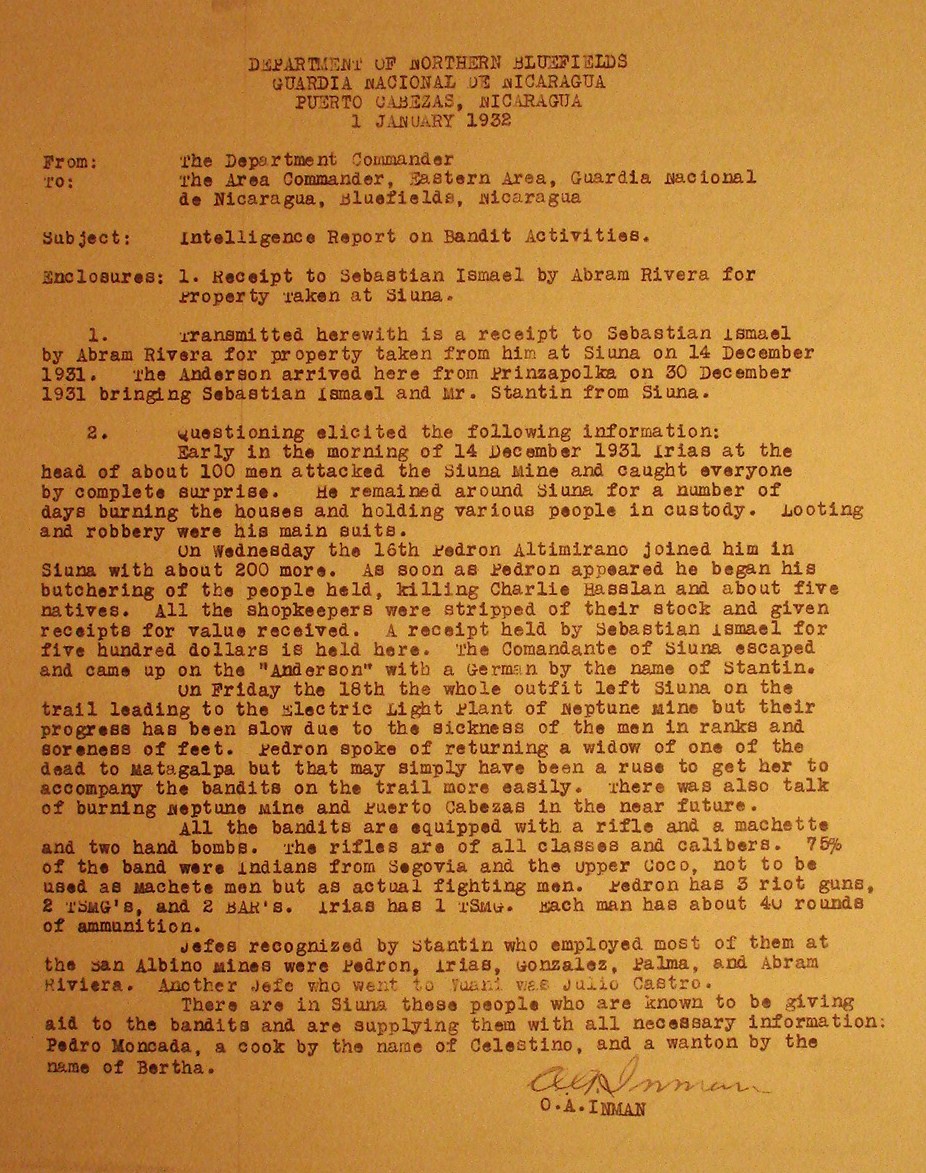 DEPARTMENT OF NORTHERN BLUEFIELDS
GUARDIA NACIONAL DE NICARAGUA
PUERTO CABEZAS, NICARAGUA
1 JANUARY 1932
From: The Department Commander
To: The Area Commander, Eastern Area, Guardia Nacional
de Nicaragua, Bluefields, Nicaragua
Subject: Intelligence Report on Bandit Activities.
Enclosures: 1. Receipt to Sebastian Ismael by Abram Rivera for
Property Taken at Siuna.
1. Transmitted herewith is a receipt to Sebastian Ismael
by Abram Rivera for property taken from him at Siuna on 14 December
1931. The Anderson arrived here from Prinzapolka on 30 December
1931 bringing Sebastian Ismael and Mr. Stantin from Siuna.
2. Questioning elicited the following information:
Early in the morning of 14 December 1931 Irias at the
head of about 100 men attacked the Siuna Mine and caught everyone
by complete surprise. He remained around Siuna for a number of
days burning the houses and holding various people in custody. Looting
and robbery were his main suits.
On Wednesday the 16th Pedron Altimirano joined him in
Siuna with about 200 more. As soon as Pedron appeared he began his
butchering of the people held, killing Charlie Hasslan and about five
natives. All the shopkeepers were stripped of their stock and given
receipts for value received. A receipt held by Sebastian Ismael for
five hundred dollars is held here. The Comandante of Siuna escaped
and came up on the "Anderson" with a German by the name of Stantin.
On Friday the 18th the whole outfit left Siuna on the
trail leading to the Electric Light Plant of Neptune Mine but their
progress has been slow due to the sickness of the men in ranks and
soreness of feet. Pedron spoke of returning a widow of one of the
dead to Matagalpa but that may simply have been a ruse to get her to
accompany the bandits on the trail more easily. There was also talk
of burning Neptune Mine and Puerto Cabezas in the near future.
All the bandits are equipped with a rifle and a machette
and two hand bombs. The rifles are of all classes and calibers. 75%
of the band were Indians from Segovia and the Upper Coco, not to be
used as Machete men but as actual fighting men. Pedron has 3 riot guns,
2 TSMG's, and 2 BAR's. Irias has 1 TSMG. Each man has about 40 rounds
of ammunition.
Jefes recognized by Stantin who employed most of them at
the San Albino Mines were Pedron, Irias, Gonzalez, Palma, and Abram
Riviera. Another Jefe who went to Yuani was Julio Castro.
There are in Siuna these people who are known to be giving
aid to the bandits and are supplying them with all necessary information:
Pedro Moncada, a cook by the name of Celestino, and a wanton by the
name of Bertha.
O A Inman
O.A.INMAN